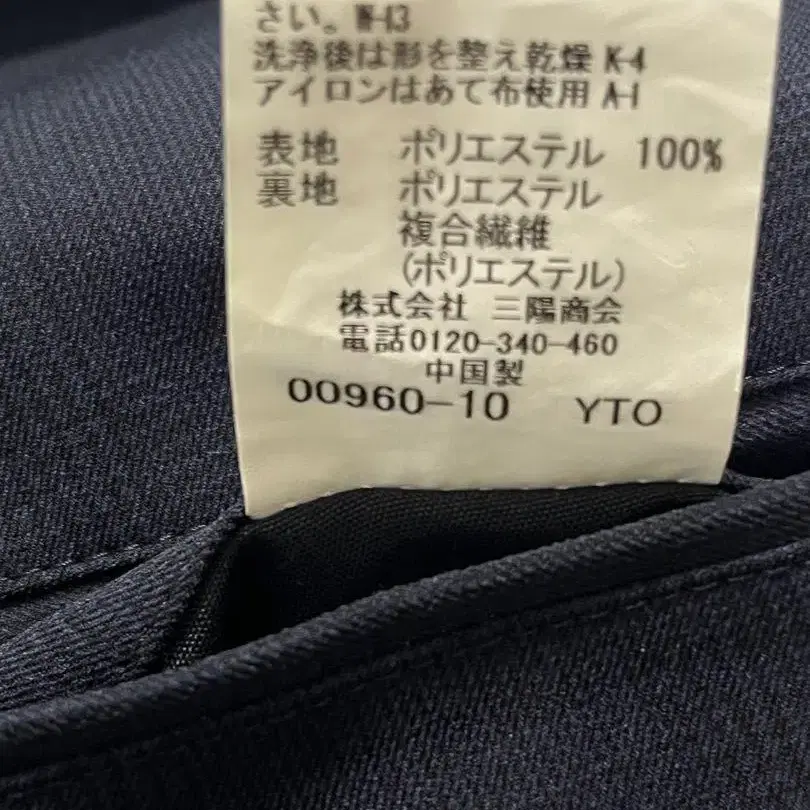 さい。W-13
洗浄後は形を整え乾燥 K-4
アイロンはあて布使用 A-1
表地 ポリエステル 100%
裏地 ポリエステル
複合繊維
(ポリエステル)
株式会社 三陽商会
電話0120-340-460
中国製
00960-10 YTO